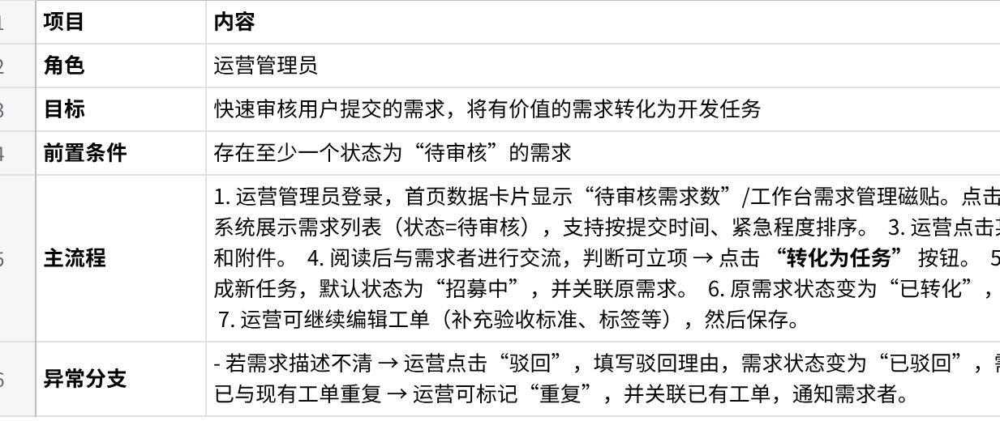 1 项目 内容
2 角色 运营管理员
3 目标 快速审核用户提交的需求，将有价值的需求转化为开发任务
4 前置条件 存在至少一个状态为“待审核”的需求
1. 运营管理员登录，首页数据卡片显示“待审核需求数”/工作台需求管理磁贴。点击
系统展示需求列表（状态=待审核），支持按提交时间、紧急程度排序。 3. 运营点击
5 主流程 和附件。 4. 阅读后与需求者进行交流，判断可立项 → 点击 “转化为任务” 按钮。 5
成新任务，默认状态为“招募中”，并关联原需求。 6. 原需求状态变为“已转化”，
7. 运营可继续编辑工单（补充验收标准、标签等），然后保存。
- 若需求描述不清 → 运营点击“驳回”，填写驳回理由，需求状态变为“已驳回”，
6 异常分支
已与现有工单重复 → 运营可标记“重复”，并关联已有工单，通知需求者。